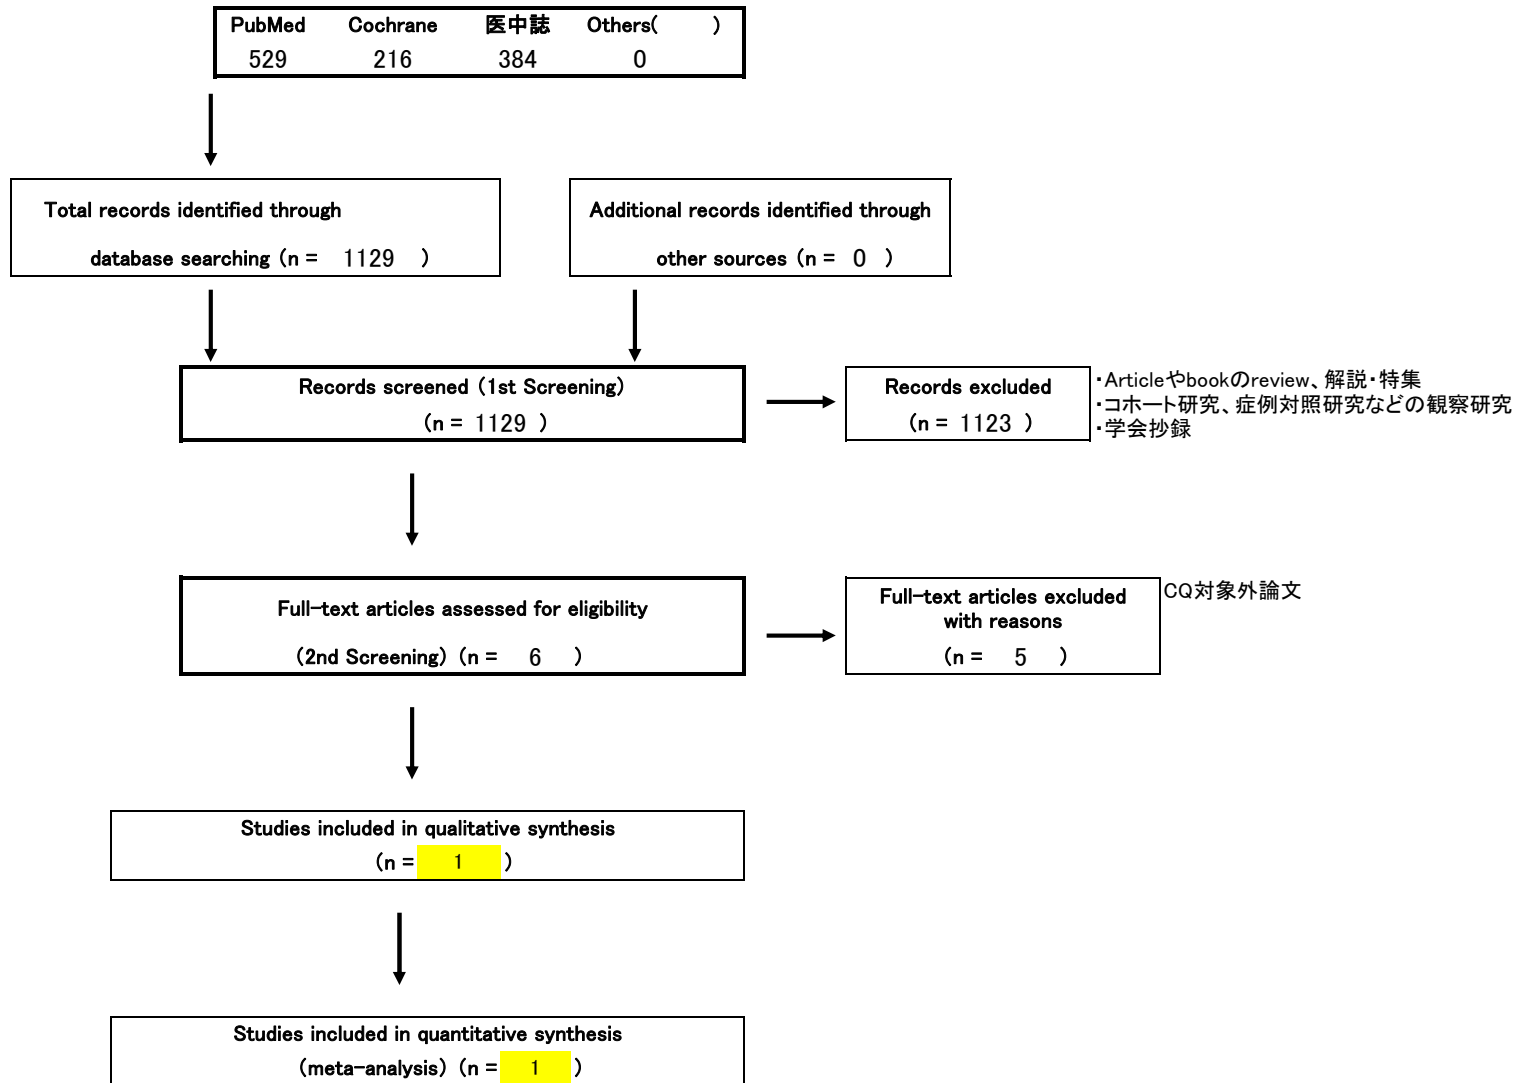 PubMed Cochrane 医中誌 Others( )
529 216 384 0
Total records identified through
database searching (n = 1129 )
Additional records identified through
other sources (n = 0 )
Records screened (1st Screening)
(n = 1129 )
Records excluded
(n = 1123 )
・Articleやbookのreview、解説・特集
・コホート研究、症例対照研究などの観察研究
・学会抄録
Full-text articles assessed for eligibility
(2nd Screening) (n = 6 )
Full-text articles excluded
with reasons
(n = 5 )
CQ対象外論文
Studies included in qualitative synthesis
(n = 1 )
Studies included in quantitative synthesis
(meta-analysis) (n = 1 )